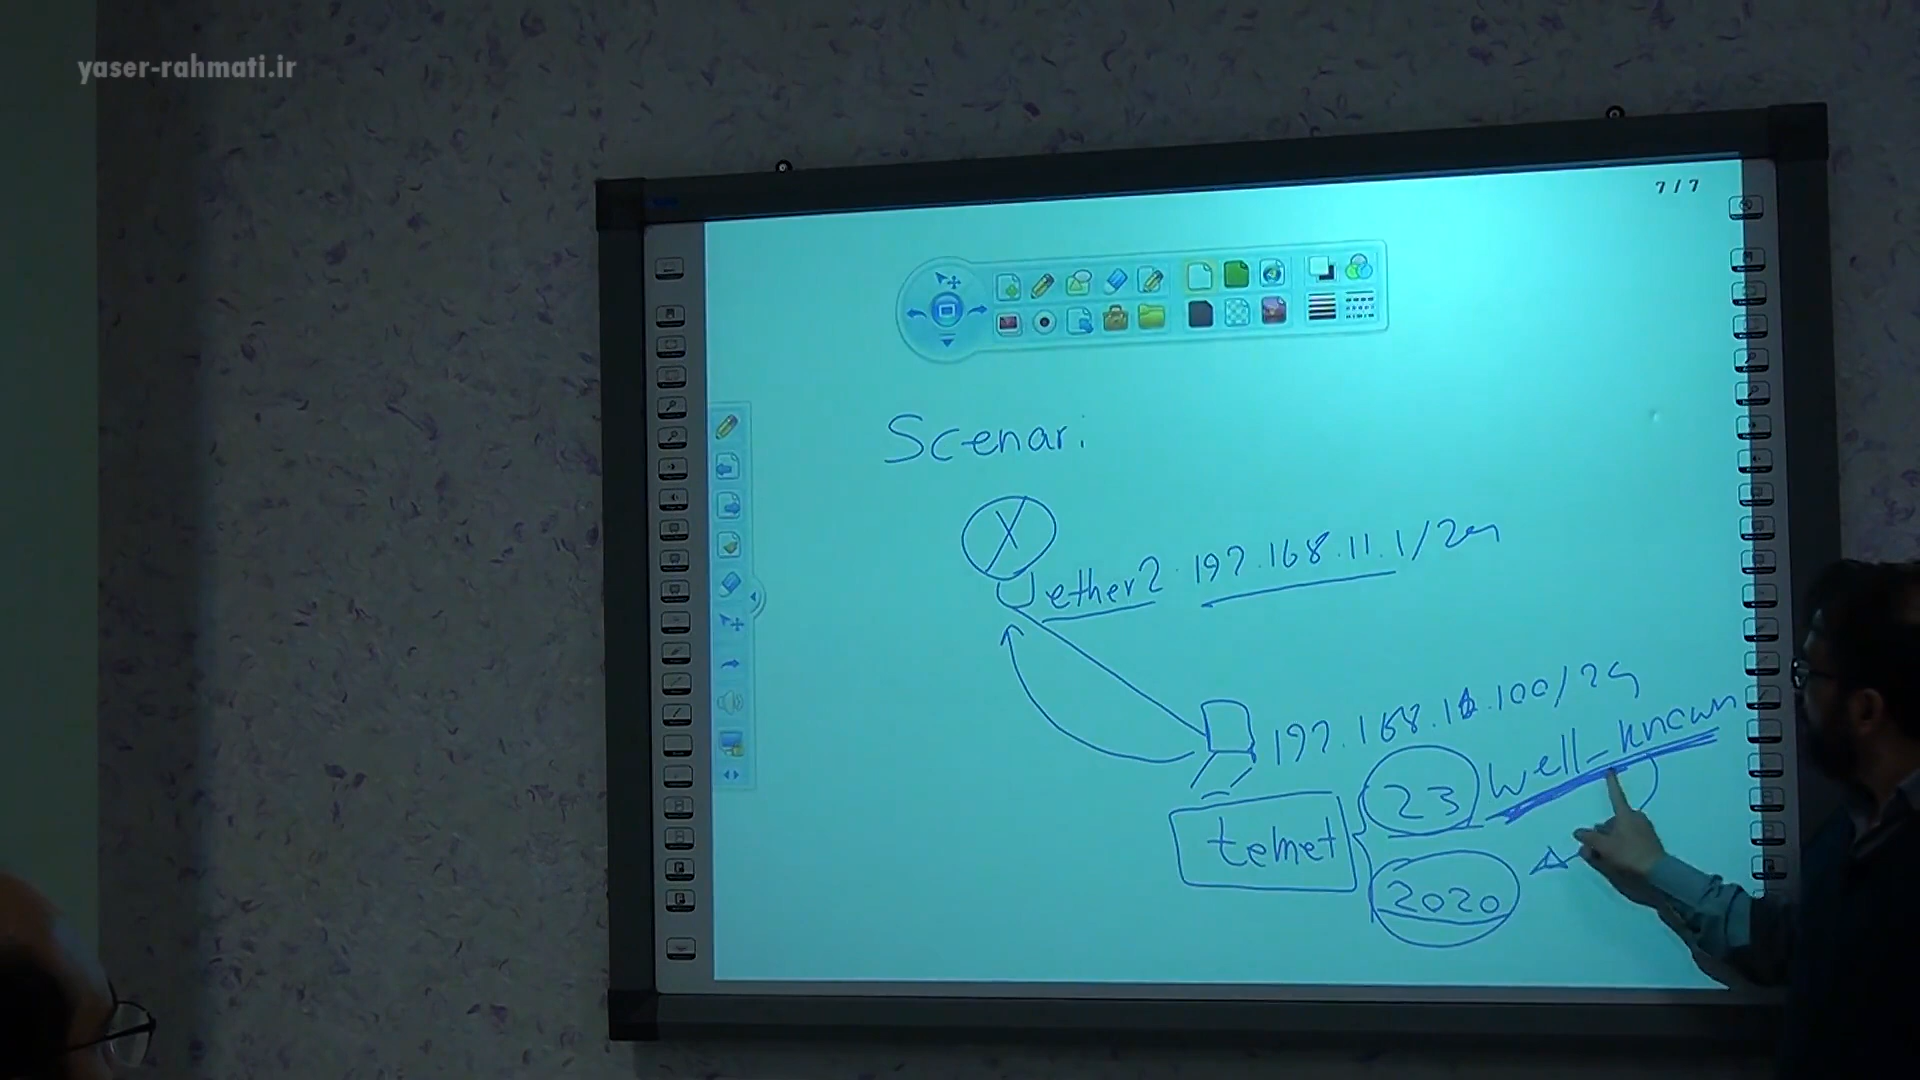 yaser-rahmati.ir
7/7
Scenari
ether2 192.168.11.1/24
192.168.11.100/24
23 well-known
telnet
2020